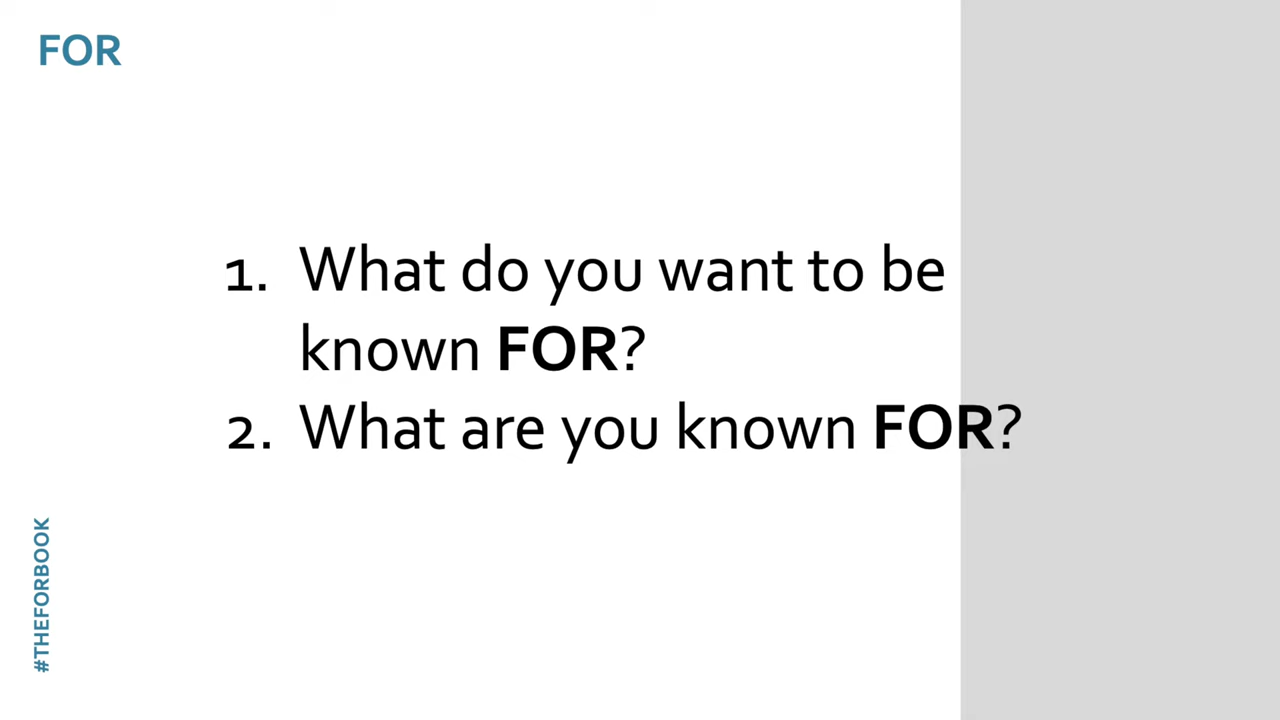 FOR
1. What do you want to be
known FOR?
2. What are you known FOR?
#THEFORBOOK